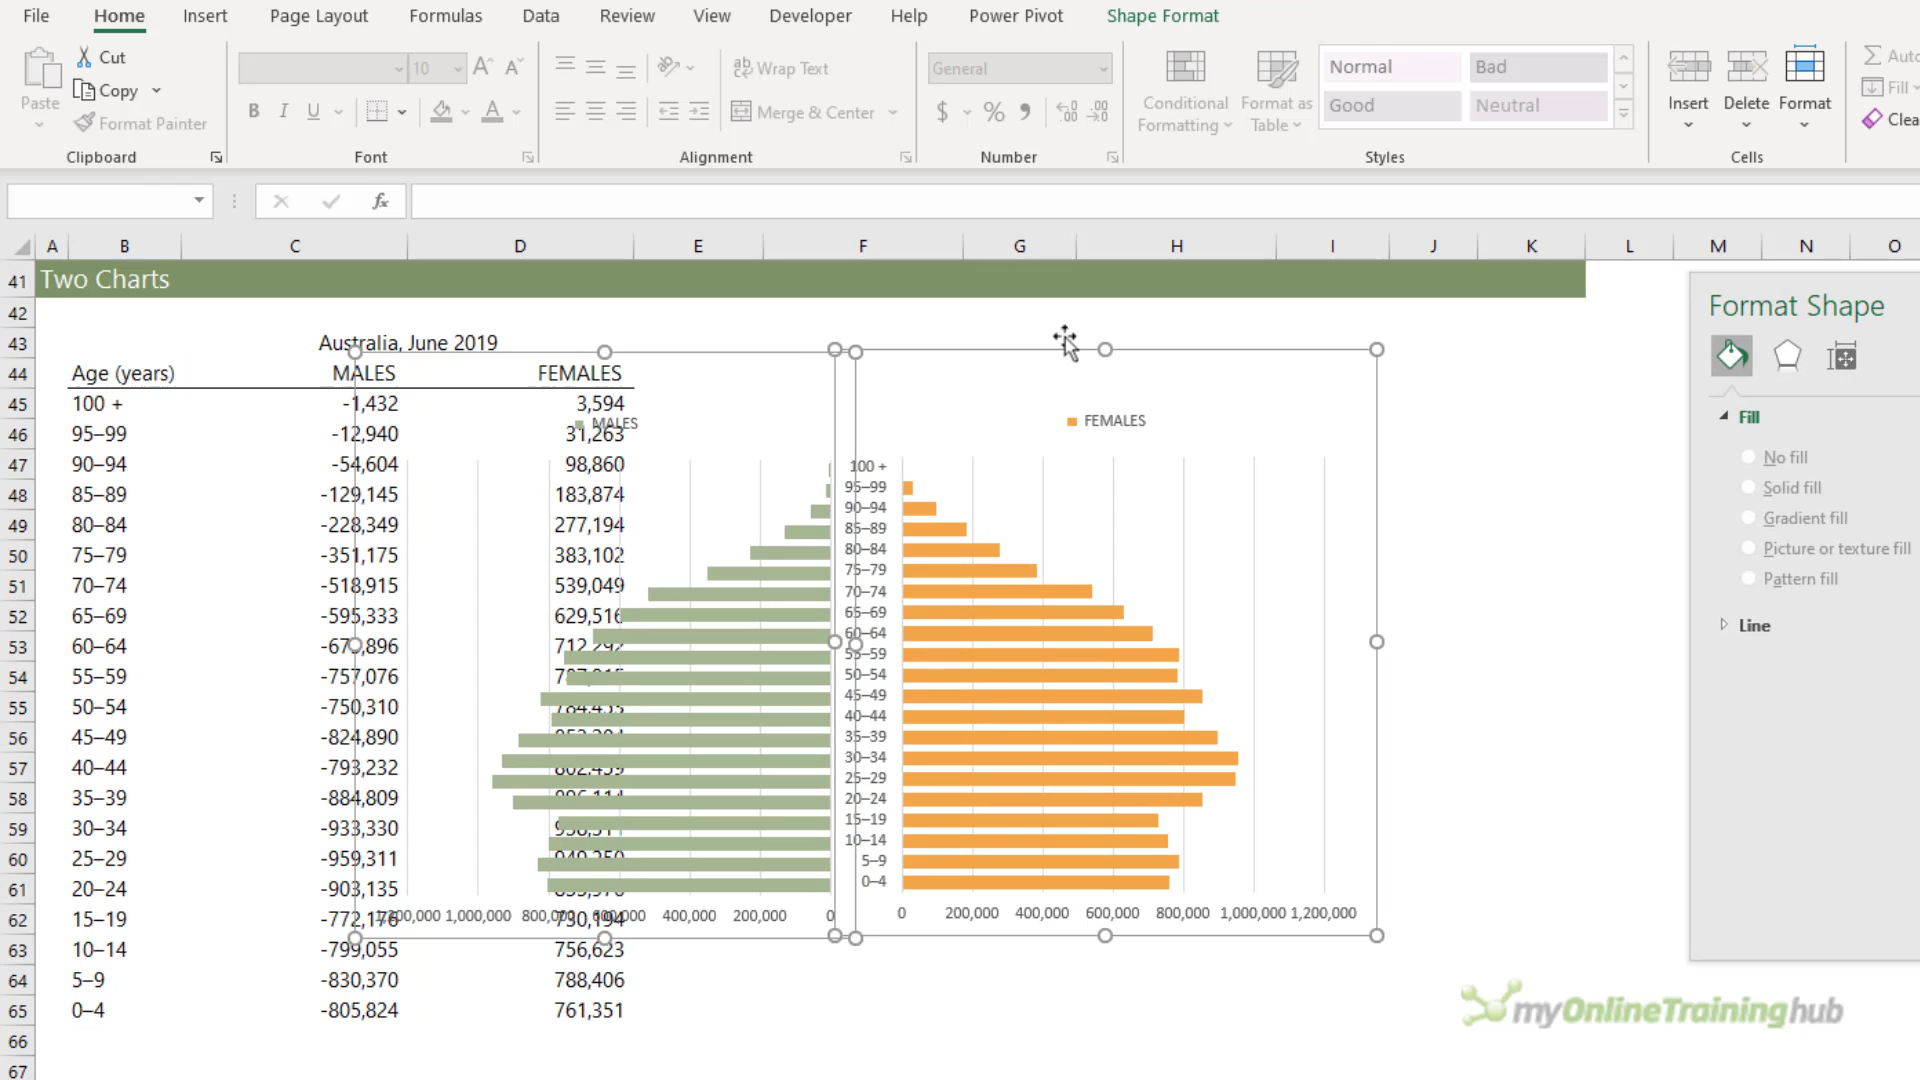 File Home Insert Page Layout Formulas Data Review View Developer Help Power Pivot Shape Format
Paste
Cut
Copy
Format Painter
Clipboard
10
B I U
Font
Wrap Text
Merge & Center
Alignment
General
$ %
Number
Conditional Formatting
Format as Table
Normal Bad
Good Neutral
Styles
Insert Delete Format
Cells
Fill
fx
A B C D E F G H I J K L M N O
41 Two Charts
42
43 Australia, June 2019
44 Age (years) MALES FEMALES
45 100 + -1,432 3,594
46 95–99 -12,940 31,263
47 90–94 -54,604 98,860
48 85–89 -129,145 183,874
49 80–84 -228,349 277,194
50 75–79 -351,175 383,102
51 70–74 -518,915 539,049
52 65–69 -595,333 629,516
53 60–64
54 55–59 -757,076
55 50–54 -750,310
56 45–49 -824,890
57 40–44 -793,232
58 35–39 -884,809
59 30–34 -933,330
60 25–29 -959,311
61 20–24 -903,135
62 15–19 -772,176 730,194
63 10–14 -799,055 756,623
64 5–9 -830,370 788,406
65 0–4 -805,824 761,351
66
67
MALES
1,000,000 800,000 600,000 400,000 200,000 0
FEMALES
100 +
95–99
90–94
85–89
80–84
75–79
70–74
65–69
60–64
55–59
50–54
45–49
40–44
35–39
30–34
25–29
20–24
15–19
10–14
5–9
0–4
0 200,000 400,000 600,000 800,000 1,000,000 1,200,000
Format Shape
Fill
No fill
Solid fill
Gradient fill
Picture or texture fill
Pattern fill
Line
myOnlineTraininghub